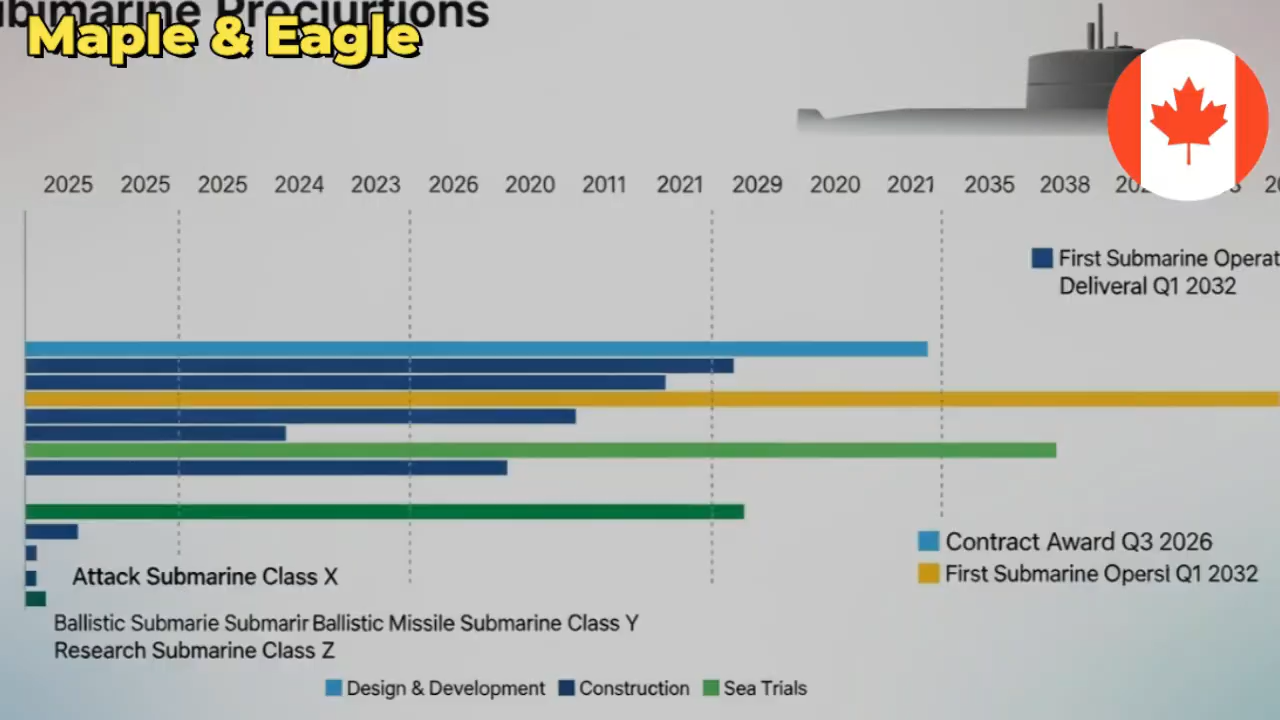 ubmarine Preciurtions
Maple & Eagle
2025 2025 2025 2024 2023 2026 2020 2011 2021 2029 2020 2021 2035 2038
First Submarine Operat
Deliveral Q1 2032
Contract Award Q3 2026
First Submarine Opersl Q1 2032
Attack Submarine Class X
Ballistic Submarie Submarir Ballistic Missile Submarine Class Y
Research Submarine Class Z
Design & Development Construction Sea Trials